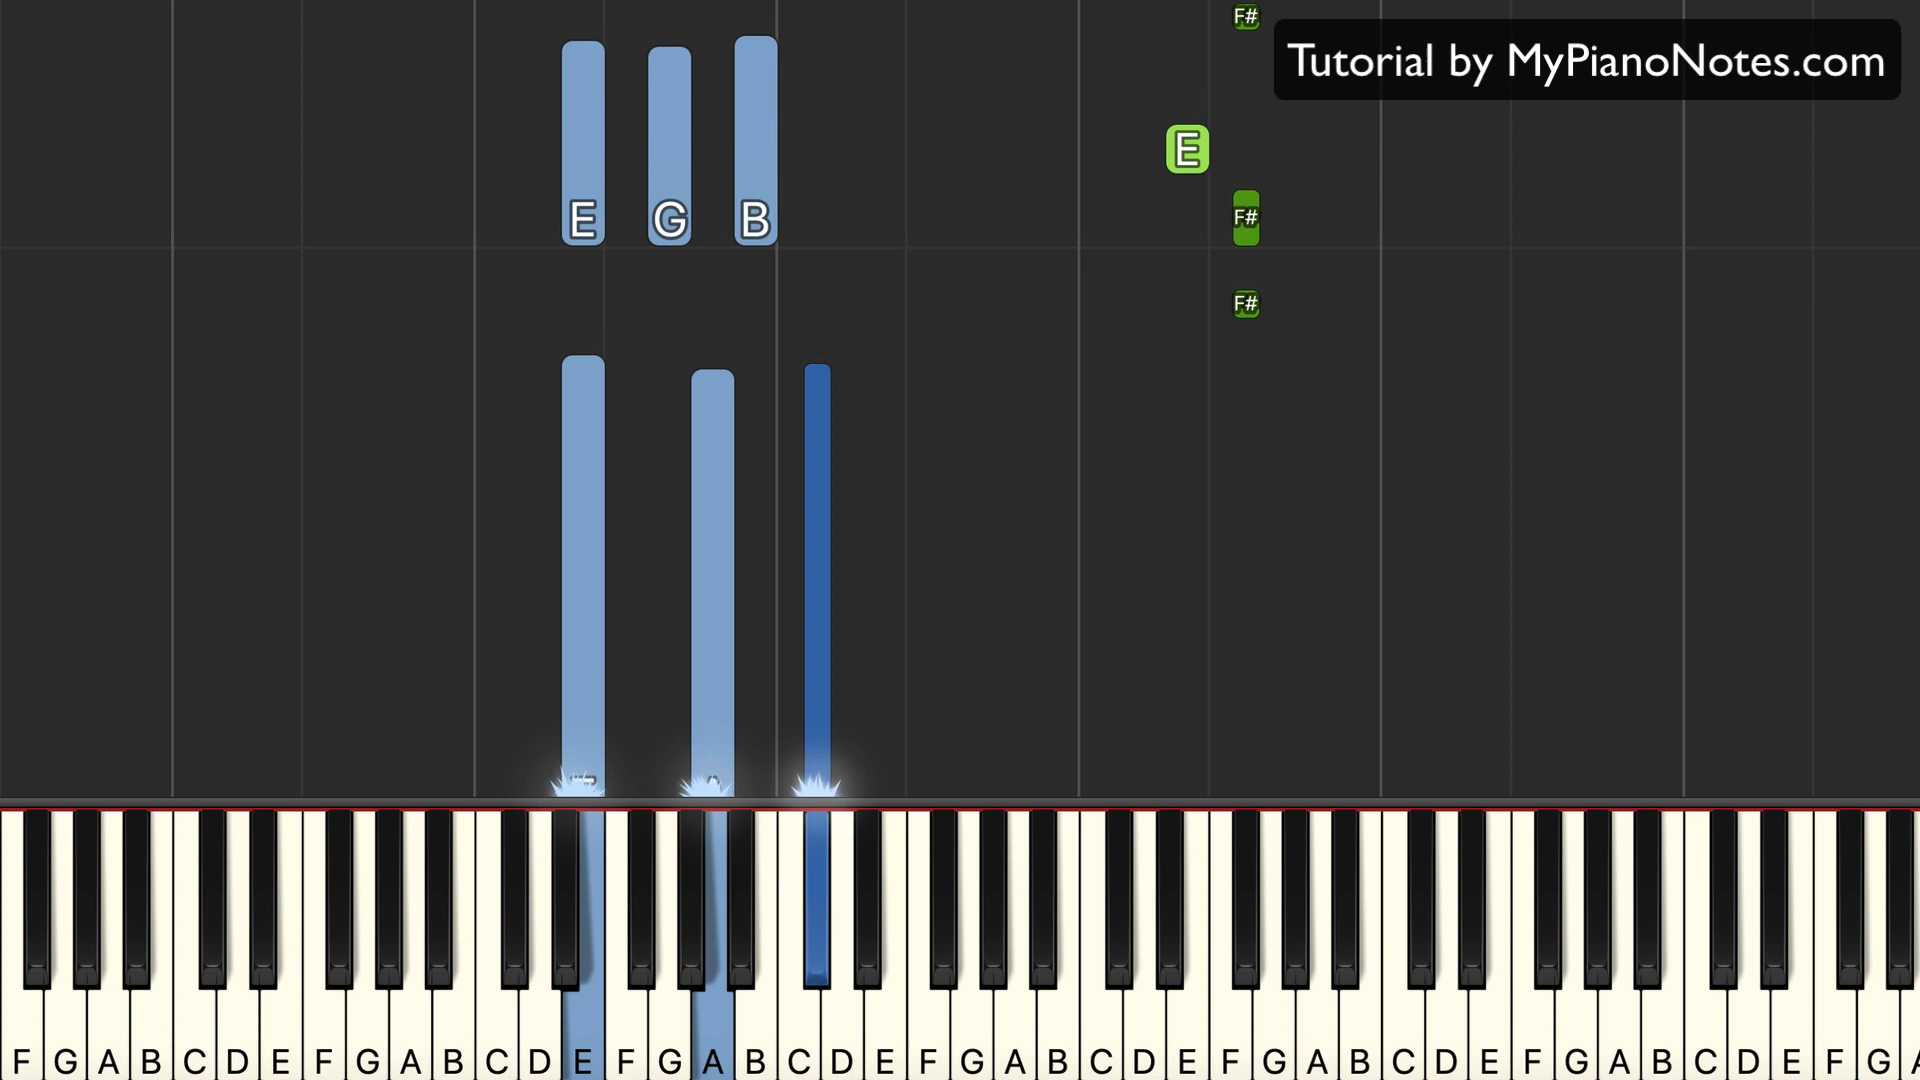 F#
Tutorial by MyPianoNotes.com
E
E G B F#
F#
F G A B C D E F G A B C D E F G A B C D E F G A B C D E F G A B C D E F G A B C D E F G